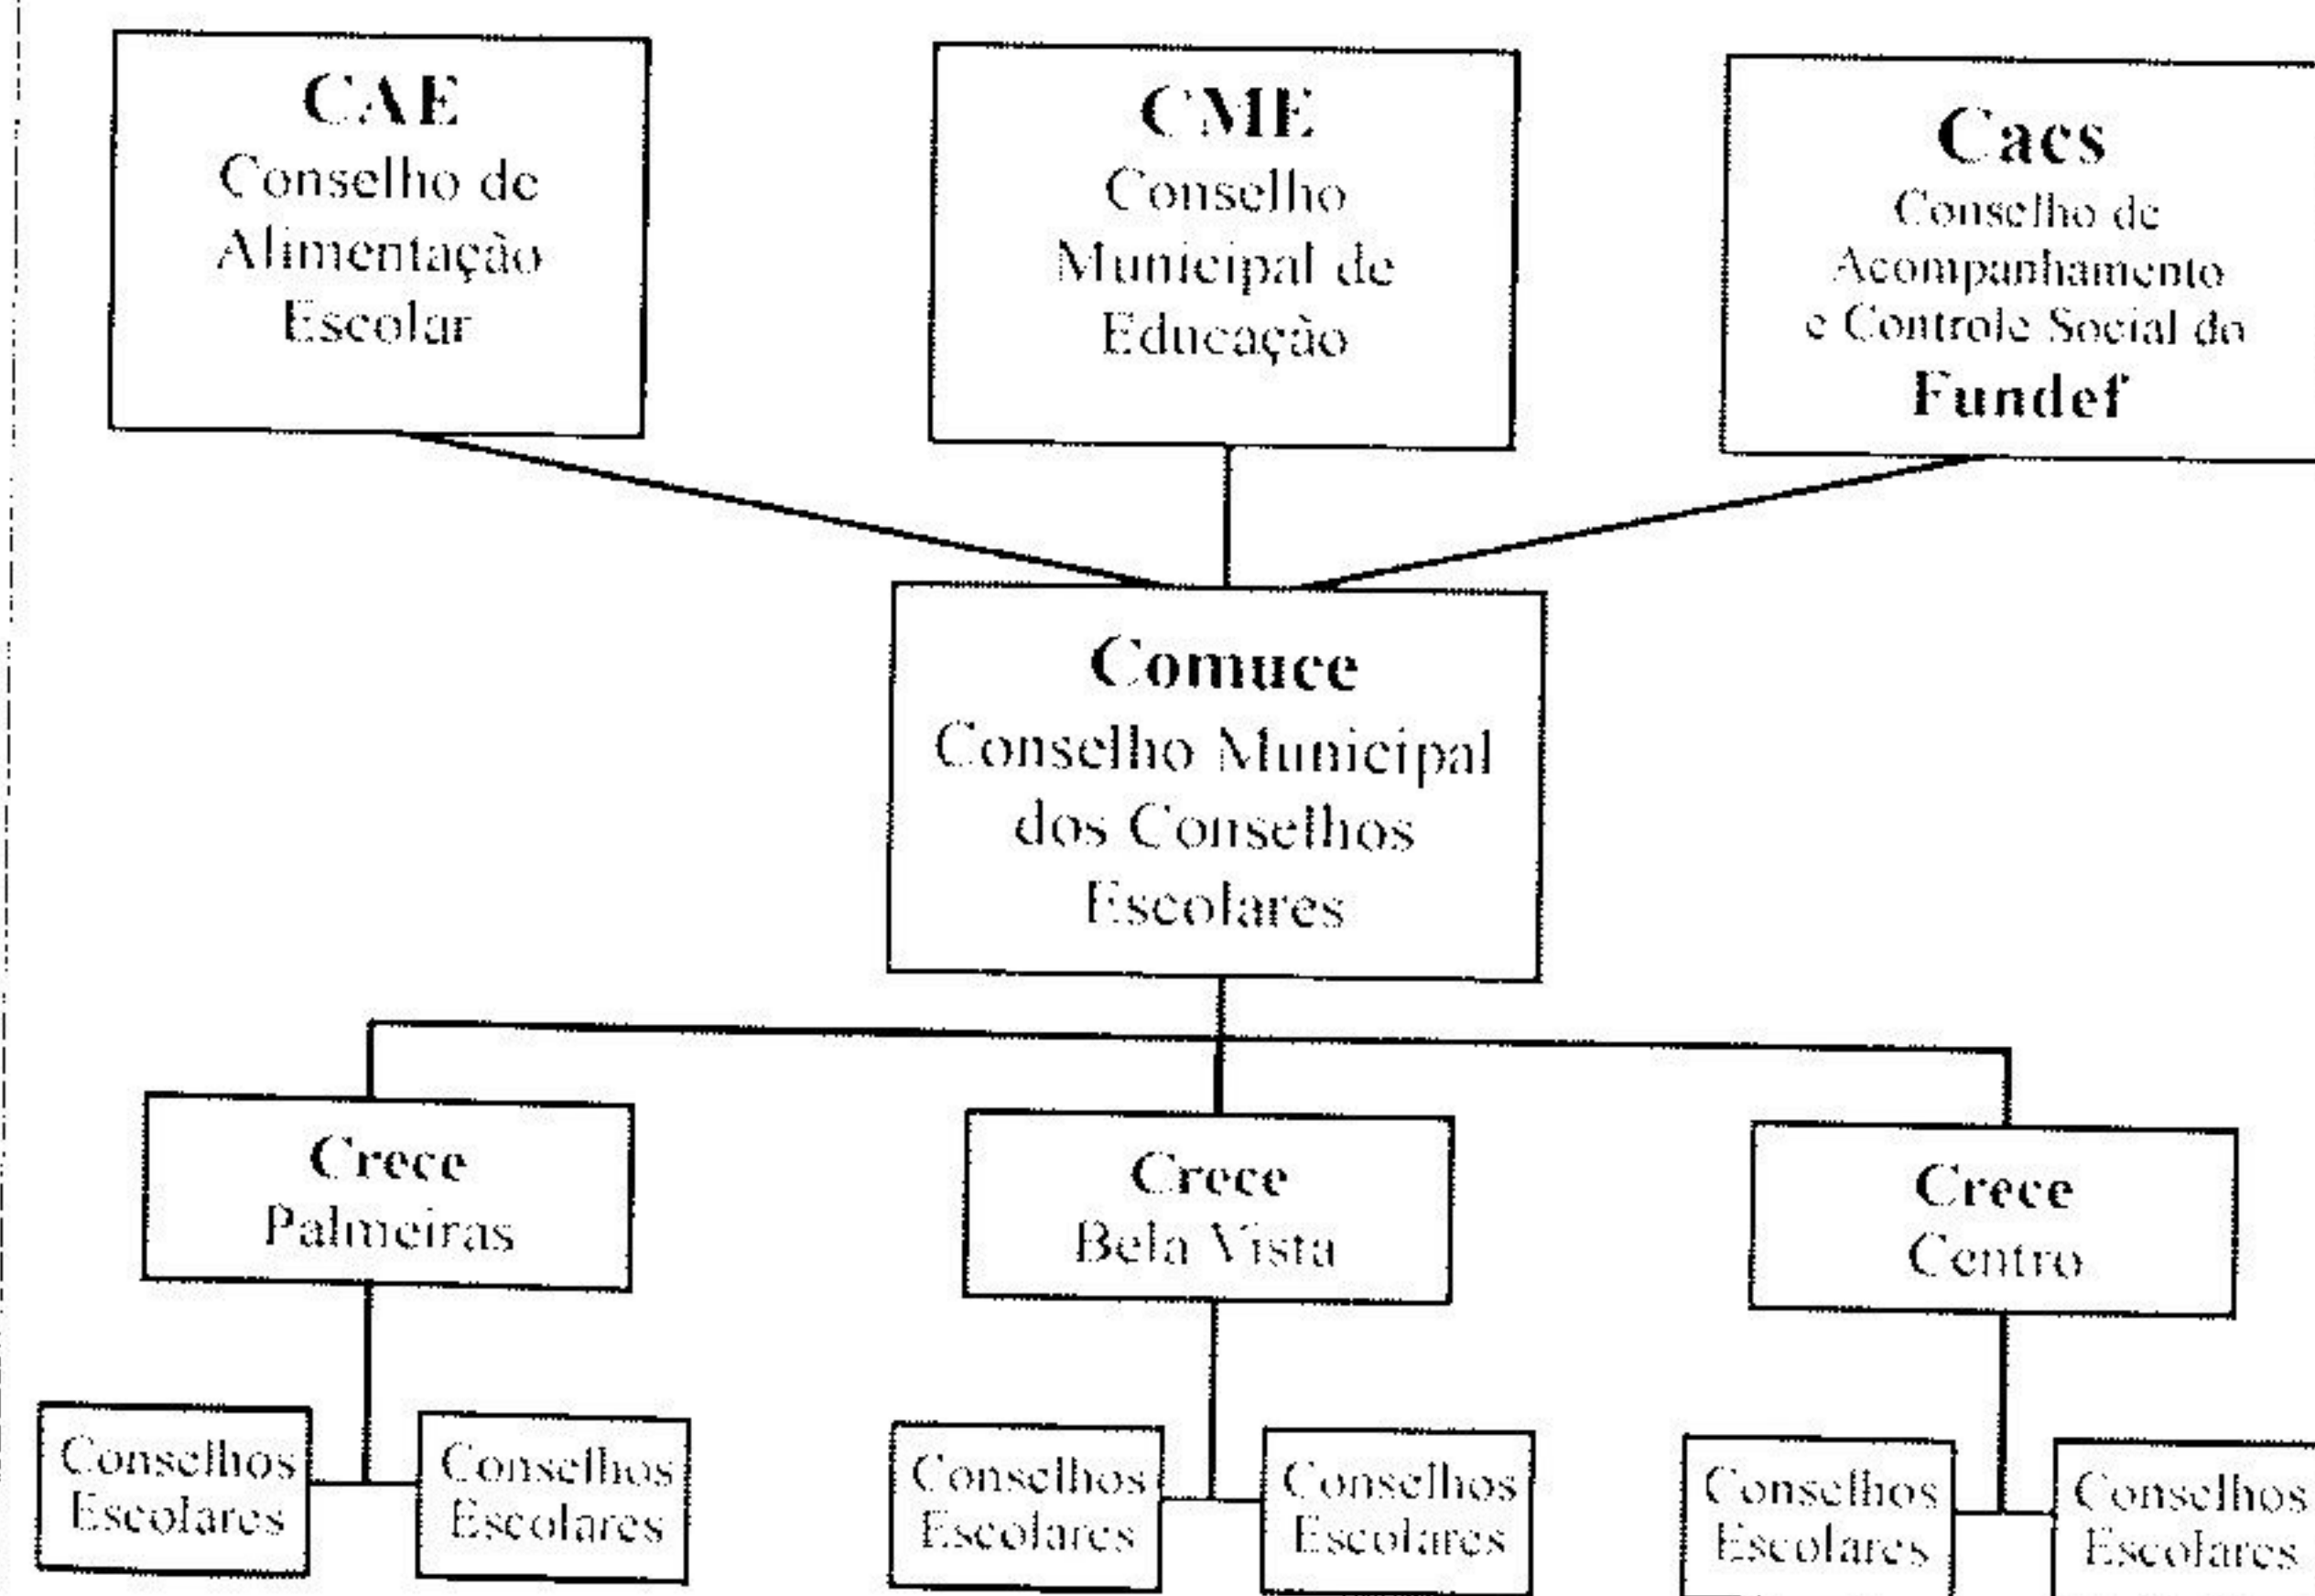 CAE
Conselho de
Alimentação
Escolar
CME
Conselho
Municipal de
Educação
Cacs
Conselho de
Acompanhamento
e Controle Social do
Fundef
Comuce
Conselho Municipal
dos Conselhos
Escolares
Crece
Palmeiras
Crece
Bela Vista
Crece
Centro
Conselhos
Escolares
Conselhos
Escolares
Conselhos
Escolares
Conselhos
Escolares
Conselhos
Escolares
Conselhos
Escolares